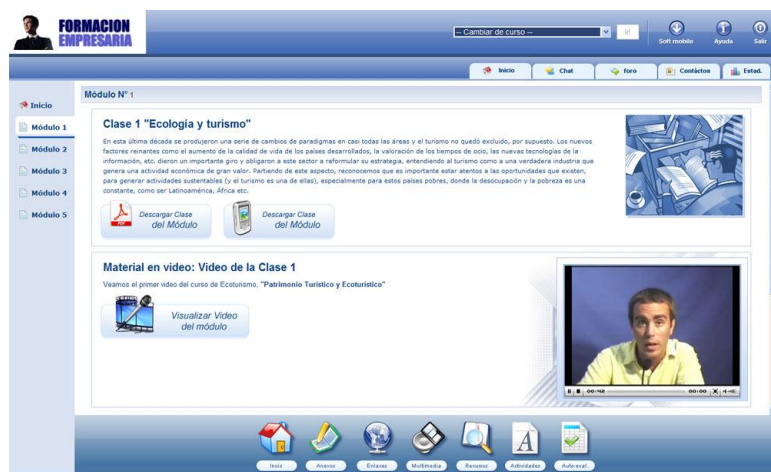 FORMACION
EMPRESARIA
-- Cambiar de curso --
Ir!
Soft mobile
Ayuda
Salir
Inicio
Chat
foro
Contáctos
Estad.
Inicio
Módulo 1
Módulo 2
Módulo 3
Módulo 4
Módulo 5
Módulo N° 1
Clase 1 "Ecología y turismo"
En esta última década se produjeron una serie de cambios de paradigmas en casi todas las áreas y el turismo no quedó excluido, por supuesto. Los nuevos
factores reinantes como el aumento de la calidad de vida de los países desarrollados, la valoración de los tiempos de ocio, las nuevas tecnologías de la
información, etc. dieron un importante giro y obligaron a este sector a reformular su estrategia, entendiendo al turismo como a una verdadera industria que
genera una actividad económica de gran valor. Partiendo de este aspecto, reconocemos que es importante estar atentos a las oportunidades que existen,
para generar actividades sustentables (y el turismo es una de ellas), especialmente para estos países pobres, donde la desocupación y la pobreza es una
constante, como ser Latinoamérica, África etc.
PDF
Descargar Clase
del Módulo
Descargar Clase
del Módulo
Material en video: Video de la Clase 1
Veamos el primer video del curso de Ecoturismo, "Patrimonio Turístico y Ecoturístico"
Visualizar Video
del módulo
00:42
00:00
Inicio
Anexos
Enlaces
Multimedia
Recursos
Actividades
Auto-eval.